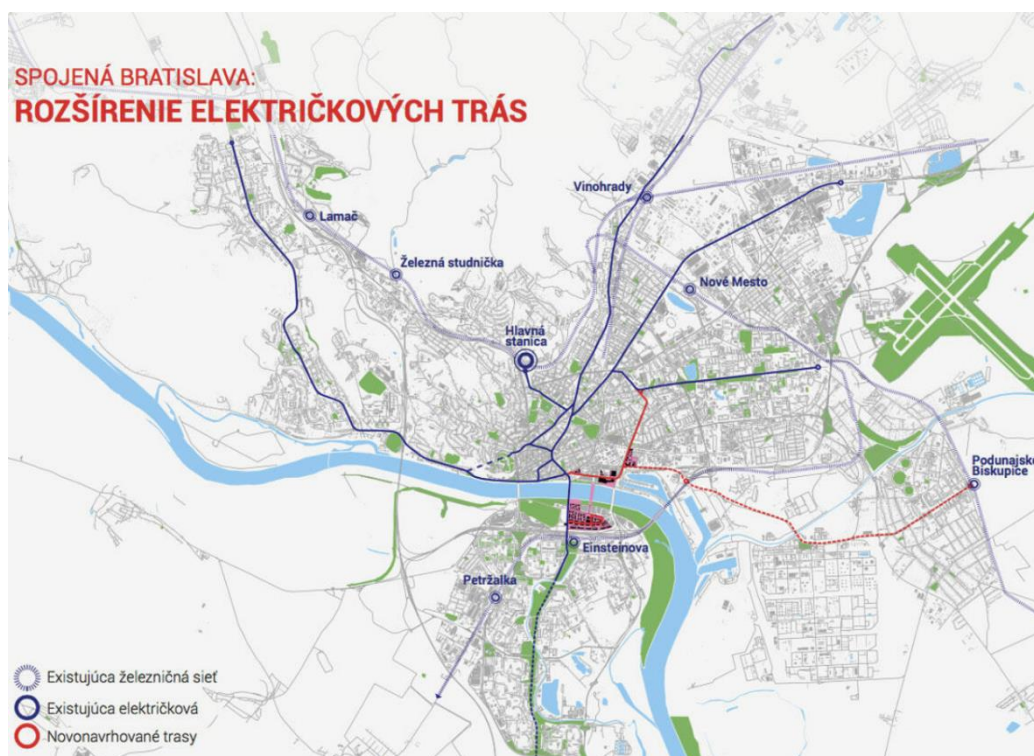 SPOJENÁ BRATISLAVA:
ROZŠÍRENIE ELEKTRIČKOVÝCH TRÁS
Vinohrady
Lamač
Železná studnička
Nové Mesto
Hlavná
stanica
Podunajské
Biskupice
Einsteinova
Petržalka
Existujúca železničná sieť
Existujúca električková
Novonavrhované trasy